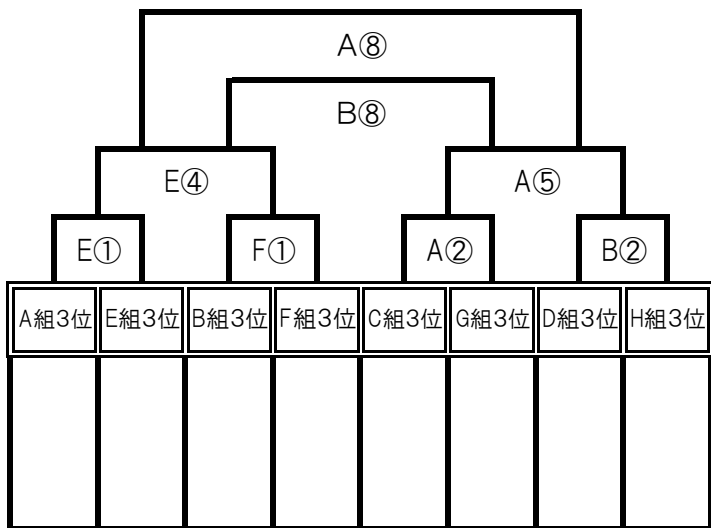 A⑧
B⑧
E④ A⑤
E① F① A② B②
A組3位 E組3位 B組3位 F組3位 C組3位 G組3位 D組3位 H組3位